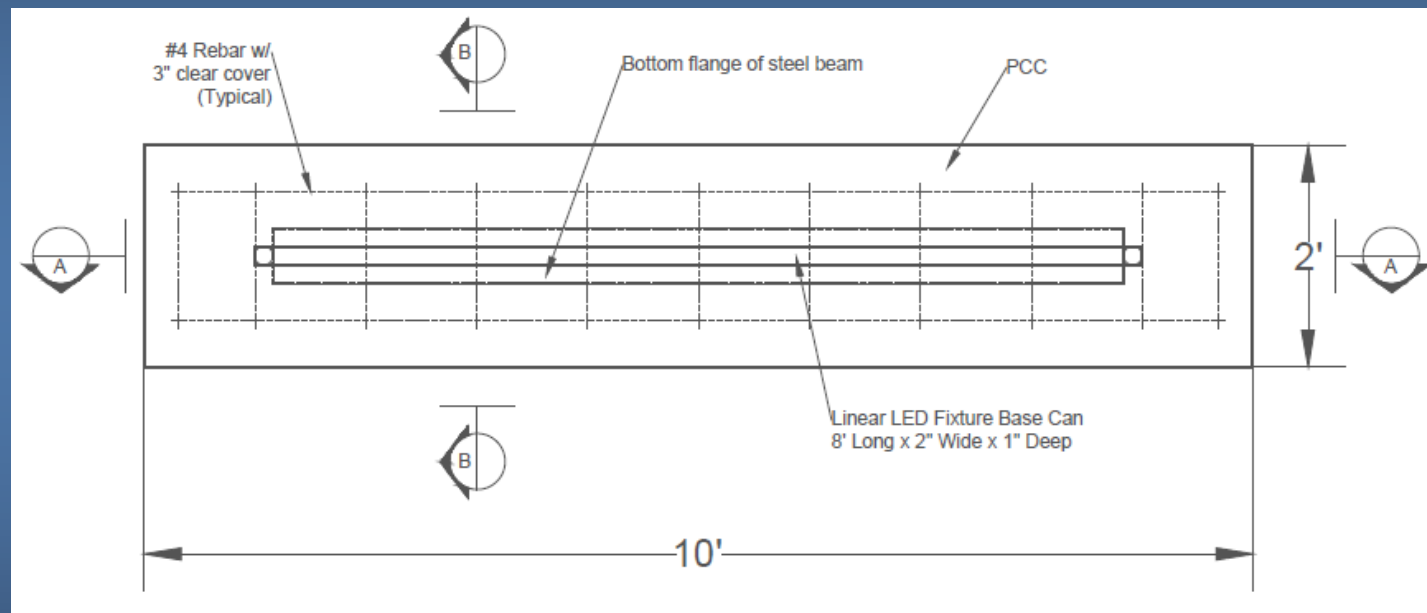 #4 Rebar w/
3" clear cover
(Typical)
B
Bottom flange of steel beam
PCC
A
2'
A
Linear LED Fixture Base Can
8' Long x 2" Wide x 1" Deep
B
10'